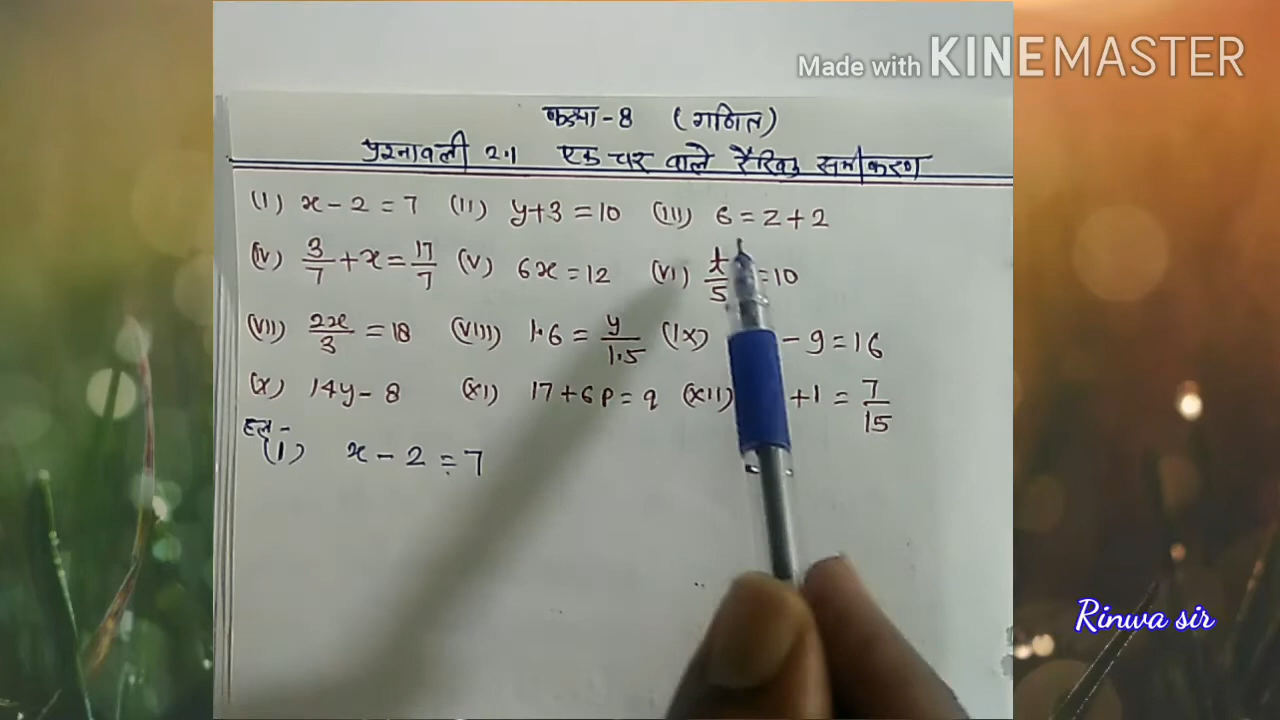 Made with KINEMASTER
कक्षा - 8 (गणित)
प्रश्नावली 2.1 एक चर वाले रैखिक समीकरण
(I) x - 2 = 7 (II) y+3 = 10 (III) 6 = z + 2
(V) 3/7 + x = 17/7 (V) 6x = 12 (VI) t/5 = 10
(VII) 2x/3 = 18 (VIII) 1.6 = y/1.5 (IX) - 9 = 16
(X) 14y - 8 (XI) 17 + 6p = 9 (XII) + 1 = 7/15
हल -
(I) x - 2 = 7
Rinwa sir